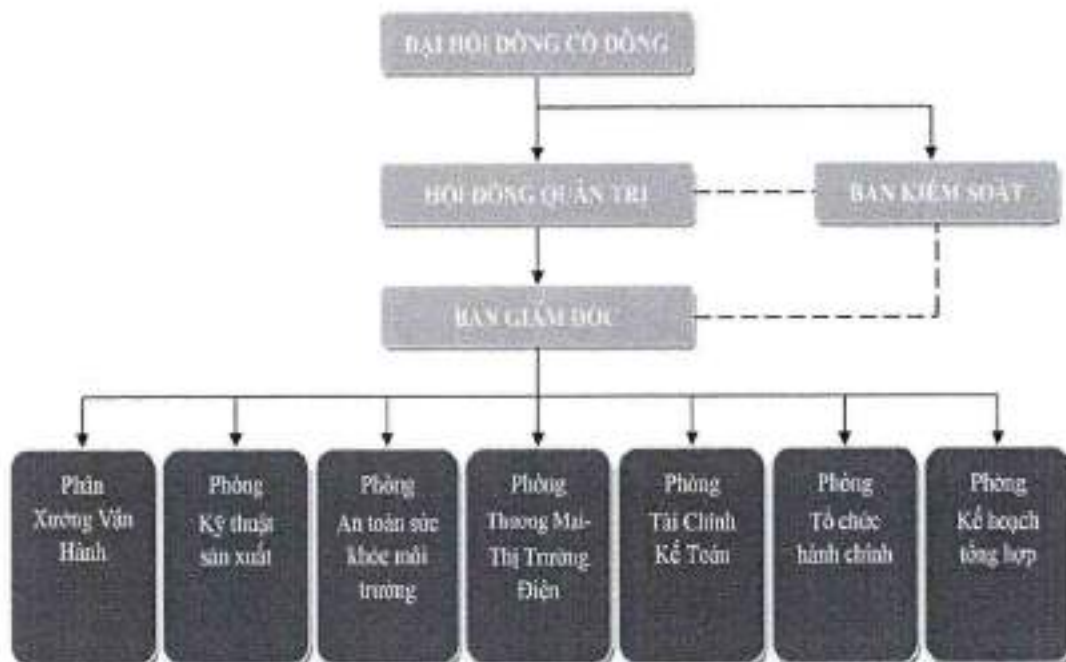 ĐẠI HỘI ĐỒNG CỔ ĐÔNG
HỘI ĐỒNG QUẢN TRỊ
BAN KIỂM SOÁT
BAN GIÁM ĐỐC
Phân
Xưởng Vận
Hành
Phòng
Kỹ thuật
sản xuất
Phòng
An toàn sức
khỏe môi
trường
Phòng
Thương Mại-
Thị Trường
Điện
Phòng
Tài Chính
Kế Toán
Phòng
Tổ chức
hành chính
Phòng
Kế hoạch
tổng hợp